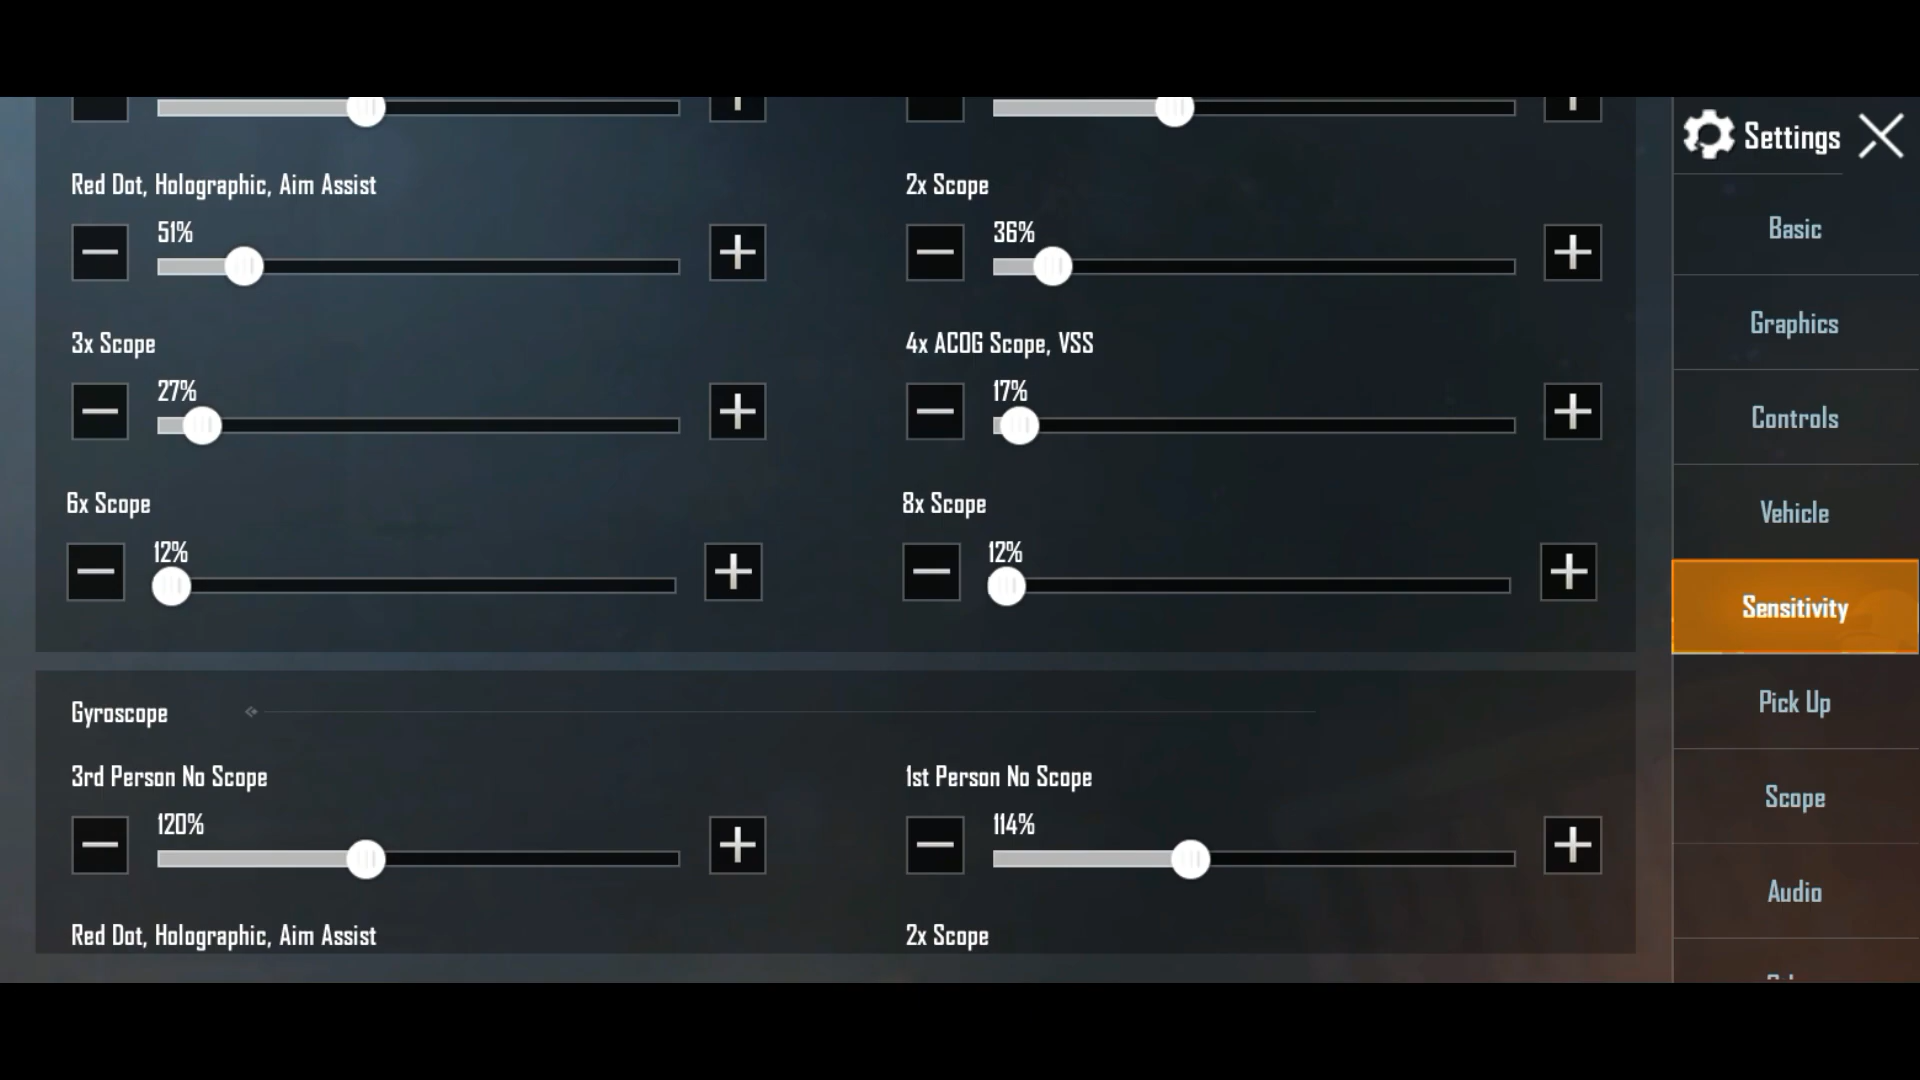 Settings
Red Dot, Holographic, Aim Assist
51%
2x Scope
36%
3x Scope
27%
4x ACOG Scope, VSS
17%
6x Scope
12%
8x Scope
12%
Gyroscope
3rd Person No Scope
120%
1st Person No Scope
114%
Red Dot, Holographic, Aim Assist
2x Scope
Basic
Graphics
Controls
Vehicle
Sensitivity
Pick Up
Scope
Audio